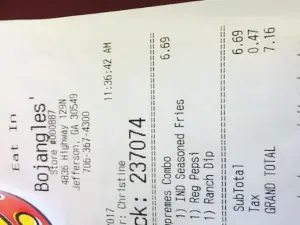 Eat In
Bojangles'
Store #000887
4836 Highway 129N
Jefferson, GA 30549
706-367-4300
2017 11:36:42 AM
r: Christine
ck: 237074
premes Combo 6.69
1) IND Seasoned Fries
1) Reg Pepsi
1) Ranch Dip
Subtotal 6.69
Tax 0.47
GRAND TOTAL 7.16